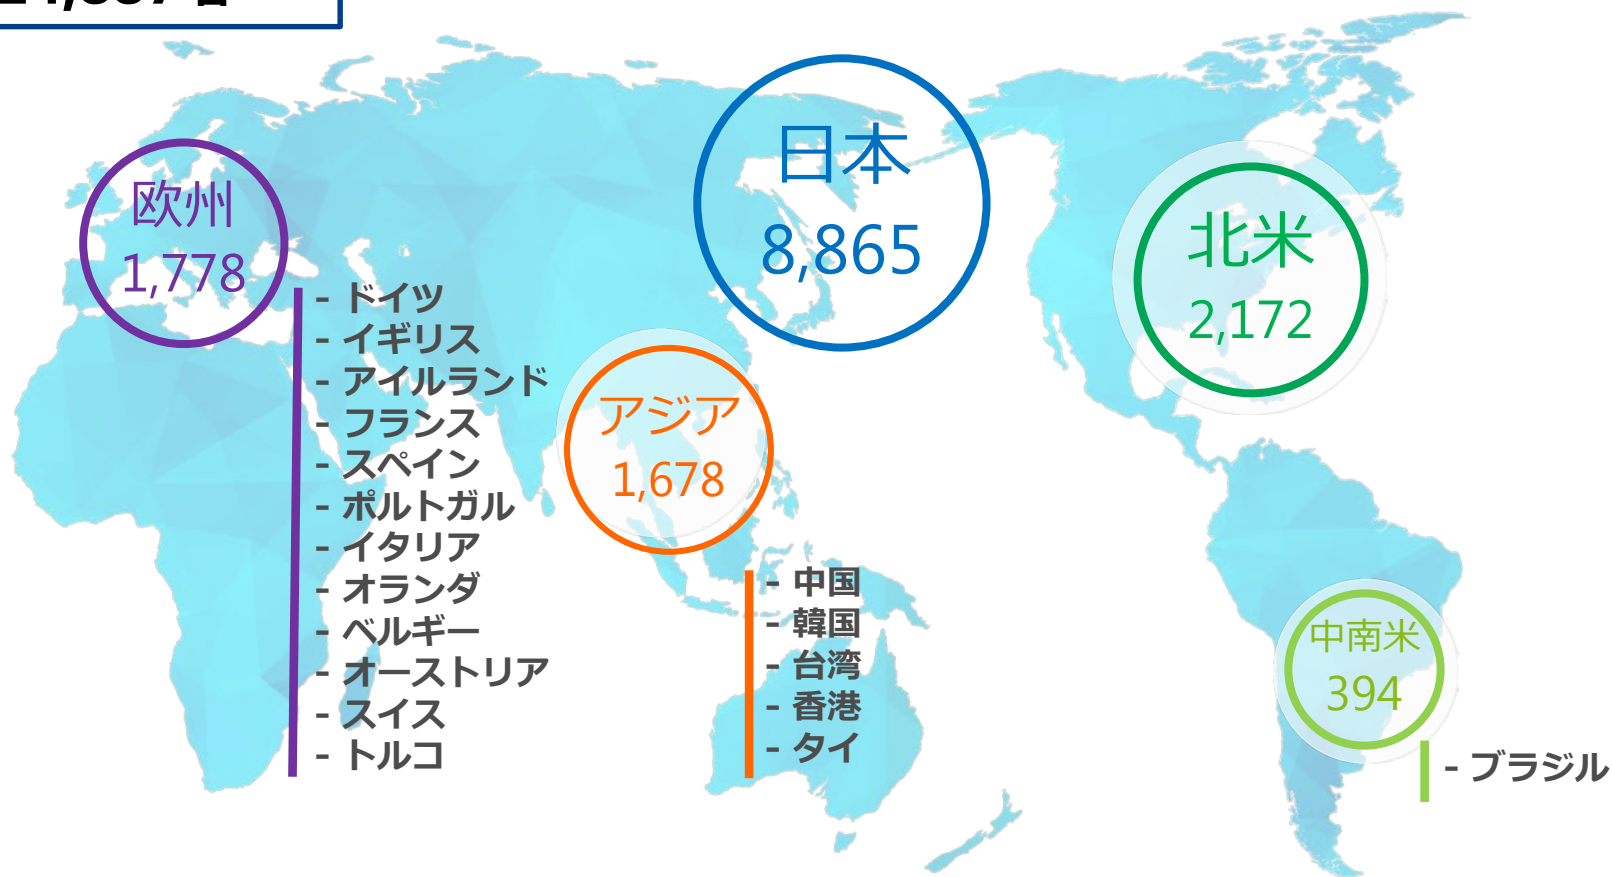 日本
8,865
欧州
1,778
北米
2,172
アジア
1,678
中南米
394
- ドイツ
- イギリス
- アイルランド
- フランス
- スペイン
- ポルトガル
- イタリア
- オランダ
- ベルギー
- オーストリア
- スイス
- トルコ
- 中国
- 韓国
- 台湾
- 香港
- タイ
- ブラジル